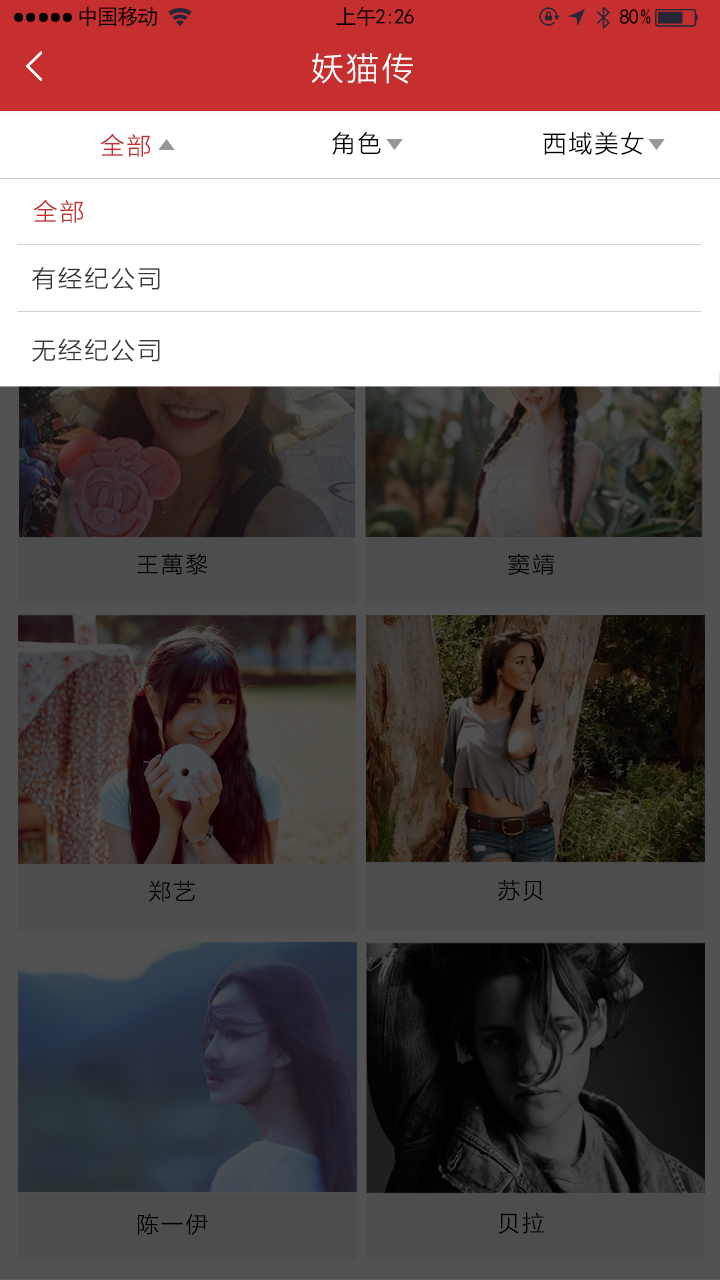 中国移动 上午2:26 80%
妖猫传
全部 角色 西域美女
全部
有经纪公司
无经纪公司
王萬黎 窦靖
郑艺 苏贝
陈一伊 贝拉